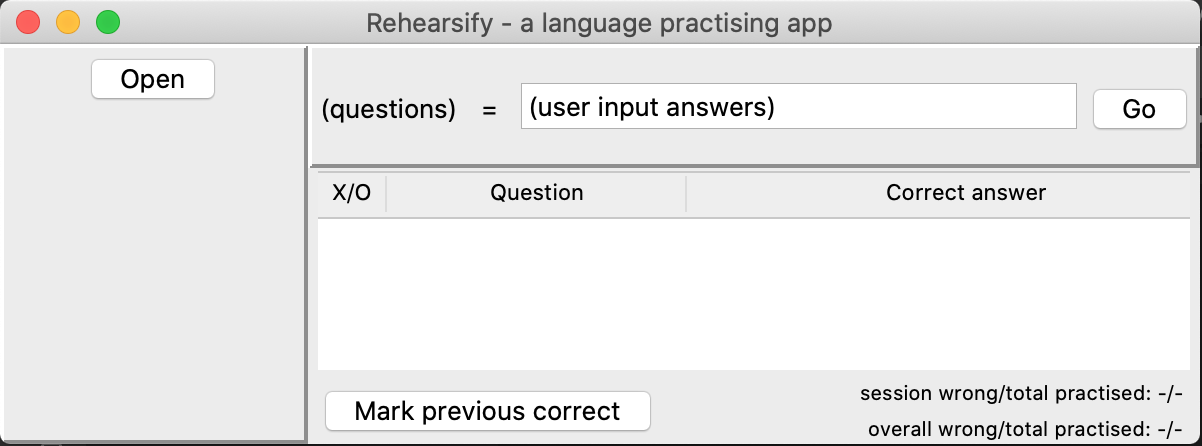 Rehearsify - a language practising app
Open
(questions) = (user input answers) Go
X/O Question Correct answer
Mark previous correct
session wrong/total practised: -/-
overall wrong/total practised: -/-